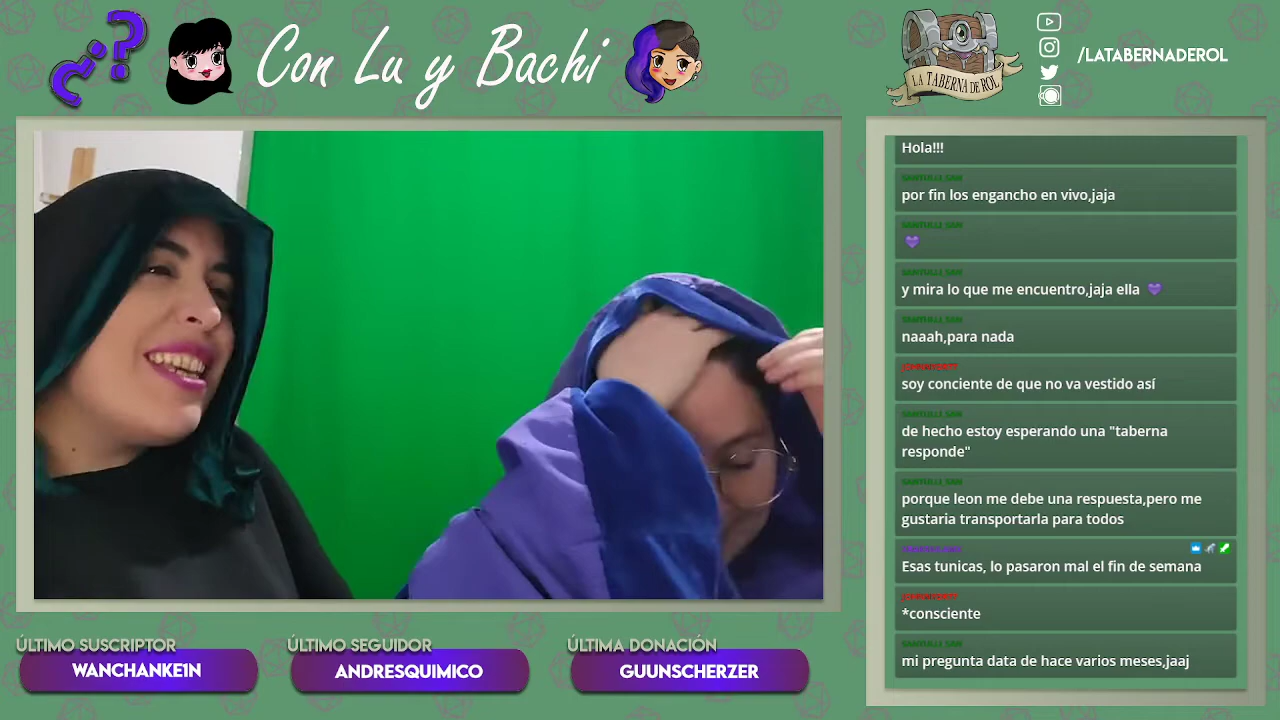 ¿?
Con Lu y Bachi
LA TABERNA DE ROL
/LATABERNADEROL
Hola!!!
por fin los engancho en vivo,jaja
y mira lo que me encuentro,jaja ella
naaah,para nada
soy conciente de que no va vestido así
de hecho estoy esperando una "taberna
responde"
porque leon me debe una respuesta,pero me
gustaria transportarla para todos
Esas tunicas, lo pasaron mal el fin de semana
*consciente
mi pregunta data de hace varios meses,jaaj
ÚLTIMO SUSCRIPTOR
WANCHANKE1N
ÚLTIMO SEGUIDOR
ANDRESQUIMICO
ÚLTIMA DONACIÓN
GUUNSCHERZER